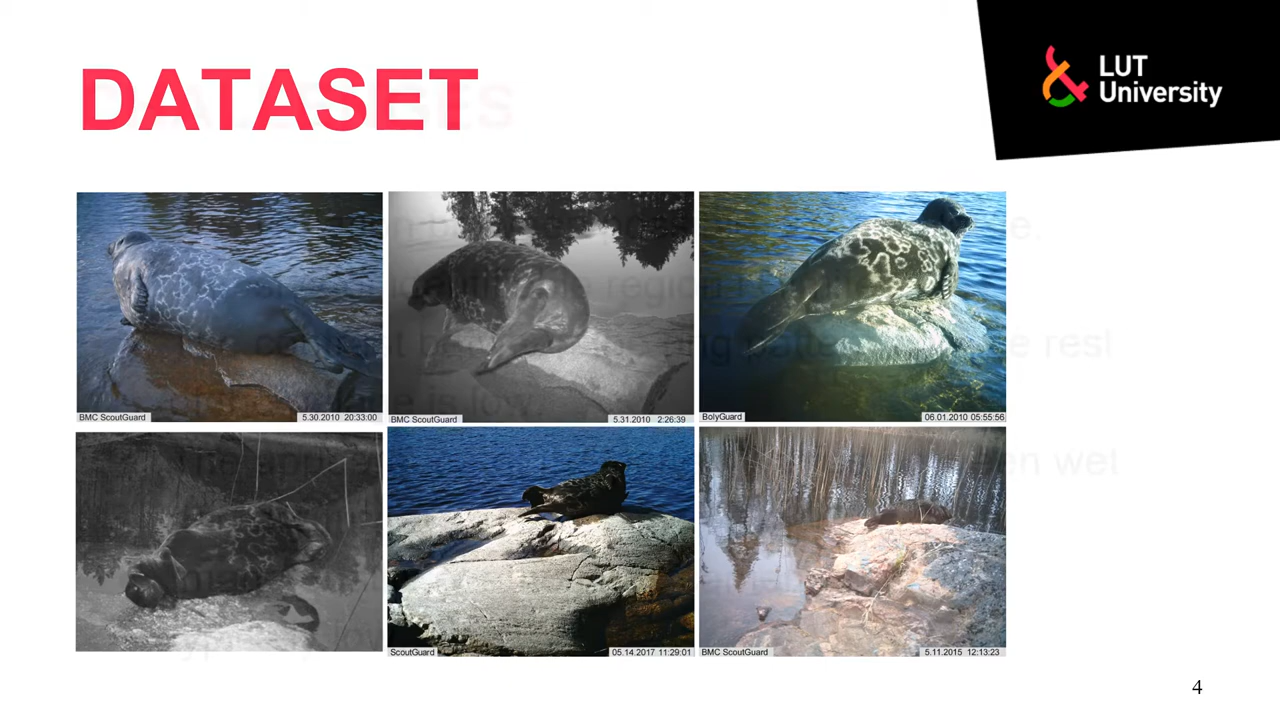 DATASET
LUT
University
BMC ScoutGuard 5.30.2010 20:33:00
BMC ScoutGuard 5.31.2010 2:26:39
BolyGuard 06.01.2010 05:55:56
ScoutGuard 05.14.2017 11:29:01
BMC ScoutGuard 5.11.2015 12:13:23
4